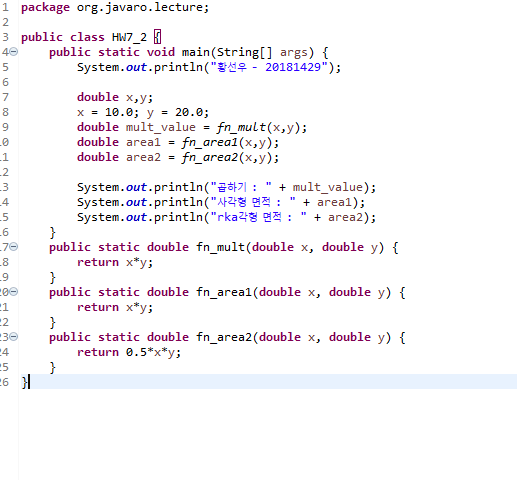 1 package org.javaro.lecture;
2
3 public class HW7_2 {
4 public static void main(String[] args) {
5 System.out.println("황선우 - 20181429");
6
7 double x,y;
8 x = 10.0; y = 20.0;
9 double mult_value = fn_mult(x,y);
10 double area1 = fn_area1(x,y);
11 double area2 = fn_area2(x,y);
12
13 System.out.println("곱하기 : " + mult_value);
14 System.out.println("사각형 면적 : " + area1);
15 System.out.println("rka각형 면적 : " + area2);
16 }
17 public static double fn_mult(double x, double y) {
18 return x*y;
19 }
20 public static double fn_area1(double x, double y) {
21 return x*y;
22 }
23 public static double fn_area2(double x, double y) {
24 return 0.5*x*y;
25 }
26 }